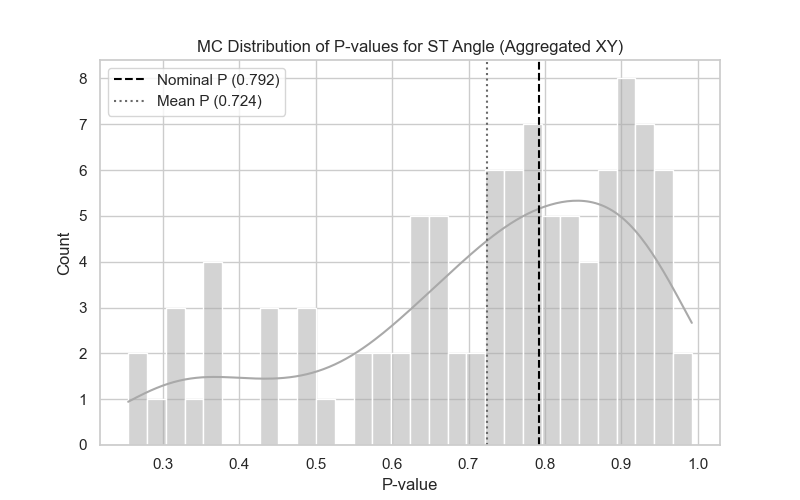 MC Distribution of P-values for ST Angle (Aggregated XY)
Nominal P (0.792)
Mean P (0.724)
8
7
6
5
4
3
2
1
0
Count
0.3 0.4 0.5 0.6 0.7 0.8 0.9 1.0
P-value